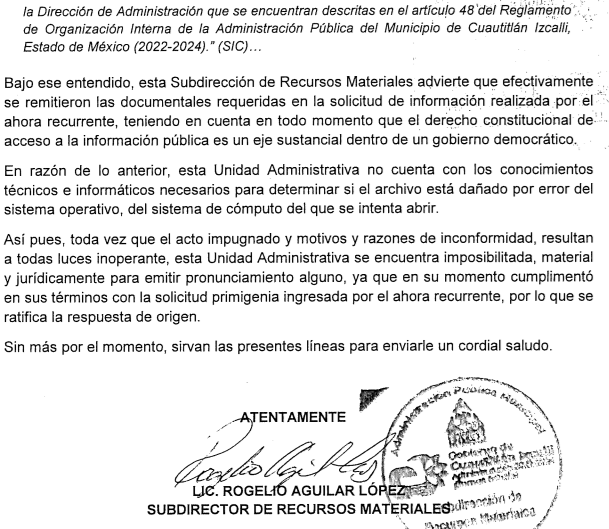 la Dirección de Administración que se encuentran descritas en el artículo 48 del Reglamento
de Organización Interna de la Administración Pública del Municipio de Cuautitlán Izcalli,
Estado de México (2022-2024)." (SIC)…
Bajo ese entendido, esta Subdirección de Recursos Materiales advierte que efectivamente
se remitieron las documentales requeridas en la solicitud de información realizada por el
ahora recurrente, teniendo en cuenta en todo momento que el derecho constitucional de
acceso a la información pública es un eje sustancial dentro de un gobierno democrático.
En razón de lo anterior, esta Unidad Administrativa no cuenta con los conocimientos
técnicos e informáticos necesarios para determinar si el archivo está dañado por error del
sistema operativo, del sistema de cómputo del que se intenta abrir.
Así pues, toda vez que el acto impugnado y motivos y razones de inconformidad, resultan
a todas luces inoperante, esta Unidad Administrativa se encuentra imposibilitada, material
y jurídicamente para emitir pronunciamiento alguno, ya que en su momento cumplimentó
en sus términos con la solicitud primigenia ingresada por el ahora recurrente, por lo que se
ratifica la respuesta de origen.
Sin más por el momento, sirvan las presentes líneas para enviarle un cordial saludo.
ATENTAMENTE
LIC. ROGELIO AGUILAR LÓPEZ
SUBDIRECTOR DE RECURSOS MATERIALES
Administración Pública Municipal
Gobierno de
Cuautitlán Izcalli
Subdirección de
Recursos Materiales